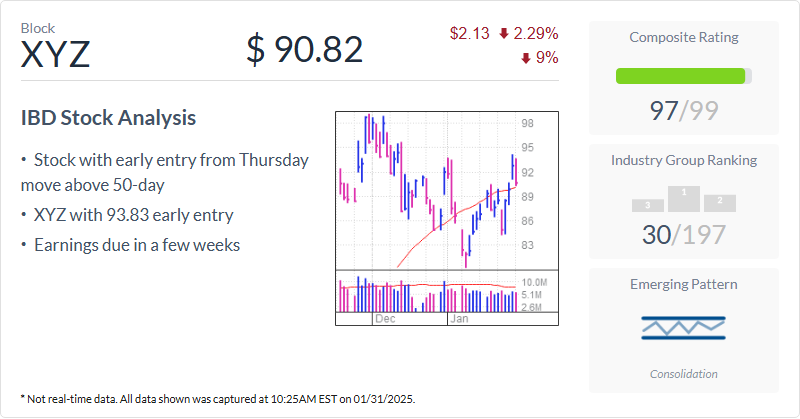 Block
XYZ
$ 90.82
$2.13 2.29%
9%
IBD Stock Analysis
• Stock with early entry from Thursday
move above 50-day
• XYZ with 93.83 early entry
• Earnings due in a few weeks
98
95
92
89
86
83
10.0M
5.1M
2.6M
Dec
Jan
Composite Rating
97/99
Industry Group Ranking
3
1
2
30/197
Emerging Pattern
Consolidation
* Not real-time data. All data shown was captured at 10:25AM EST on 01/31/2025.